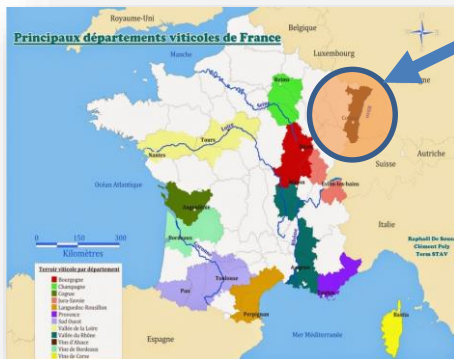 Royaume-Uni
Belgique
Principaux départements viticoles de France
Luxembourg
Manche
Reims
Seine
Loire
Tours
Nantes
Suisse
Autriche
Evian-les-bains
Océan Atlantique
Angoulême
Bordeaux
Garonne
Italie
0 150 300
Kilomètres
Raphaël De Sousa
Clément Poly
Term STAV
Terroir viticole par département
Bourgogne
Champagne
Cognac
Jura-Savoie
Languedoc-Roussillon
Provence
Sud Ouest
Vallée de la Loire
Vallée du Rhône
Vins d'Alsace
Vins de Bordeaux
Vins de Corse
Pau
Toulouse
Perpignan
Bastia
Mer Méditerranée
Espagne